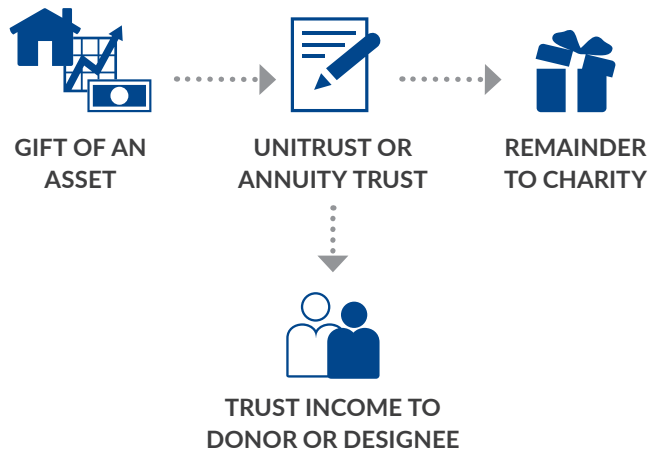 GIFT OF AN
ASSET
UNITRUST OR
ANNUITY TRUST
REMAINDER
TO CHARITY
TRUST INCOME TO
DONOR OR DESIGNEE